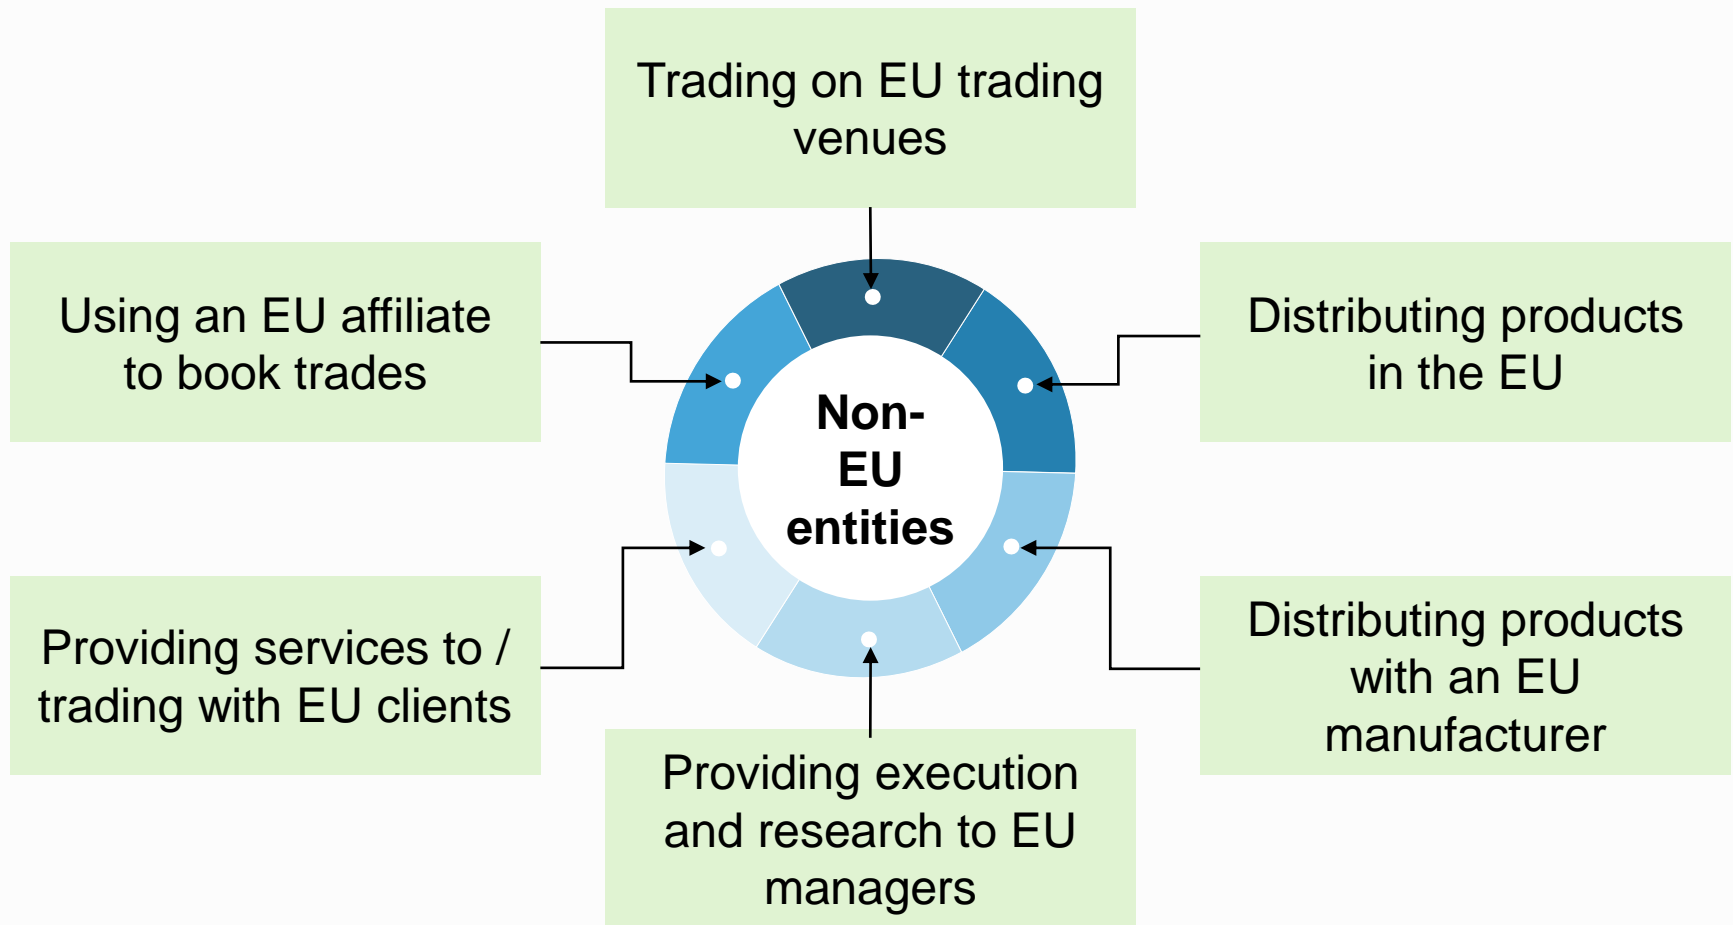 Trading on EU trading
venues
Using an EU affiliate
to book trades
Distributing products
in the EU
Non-
EU
entities
Providing services to /
trading with EU clients
Distributing products
with an EU
manufacturer
Providing execution
and research to EU
managers